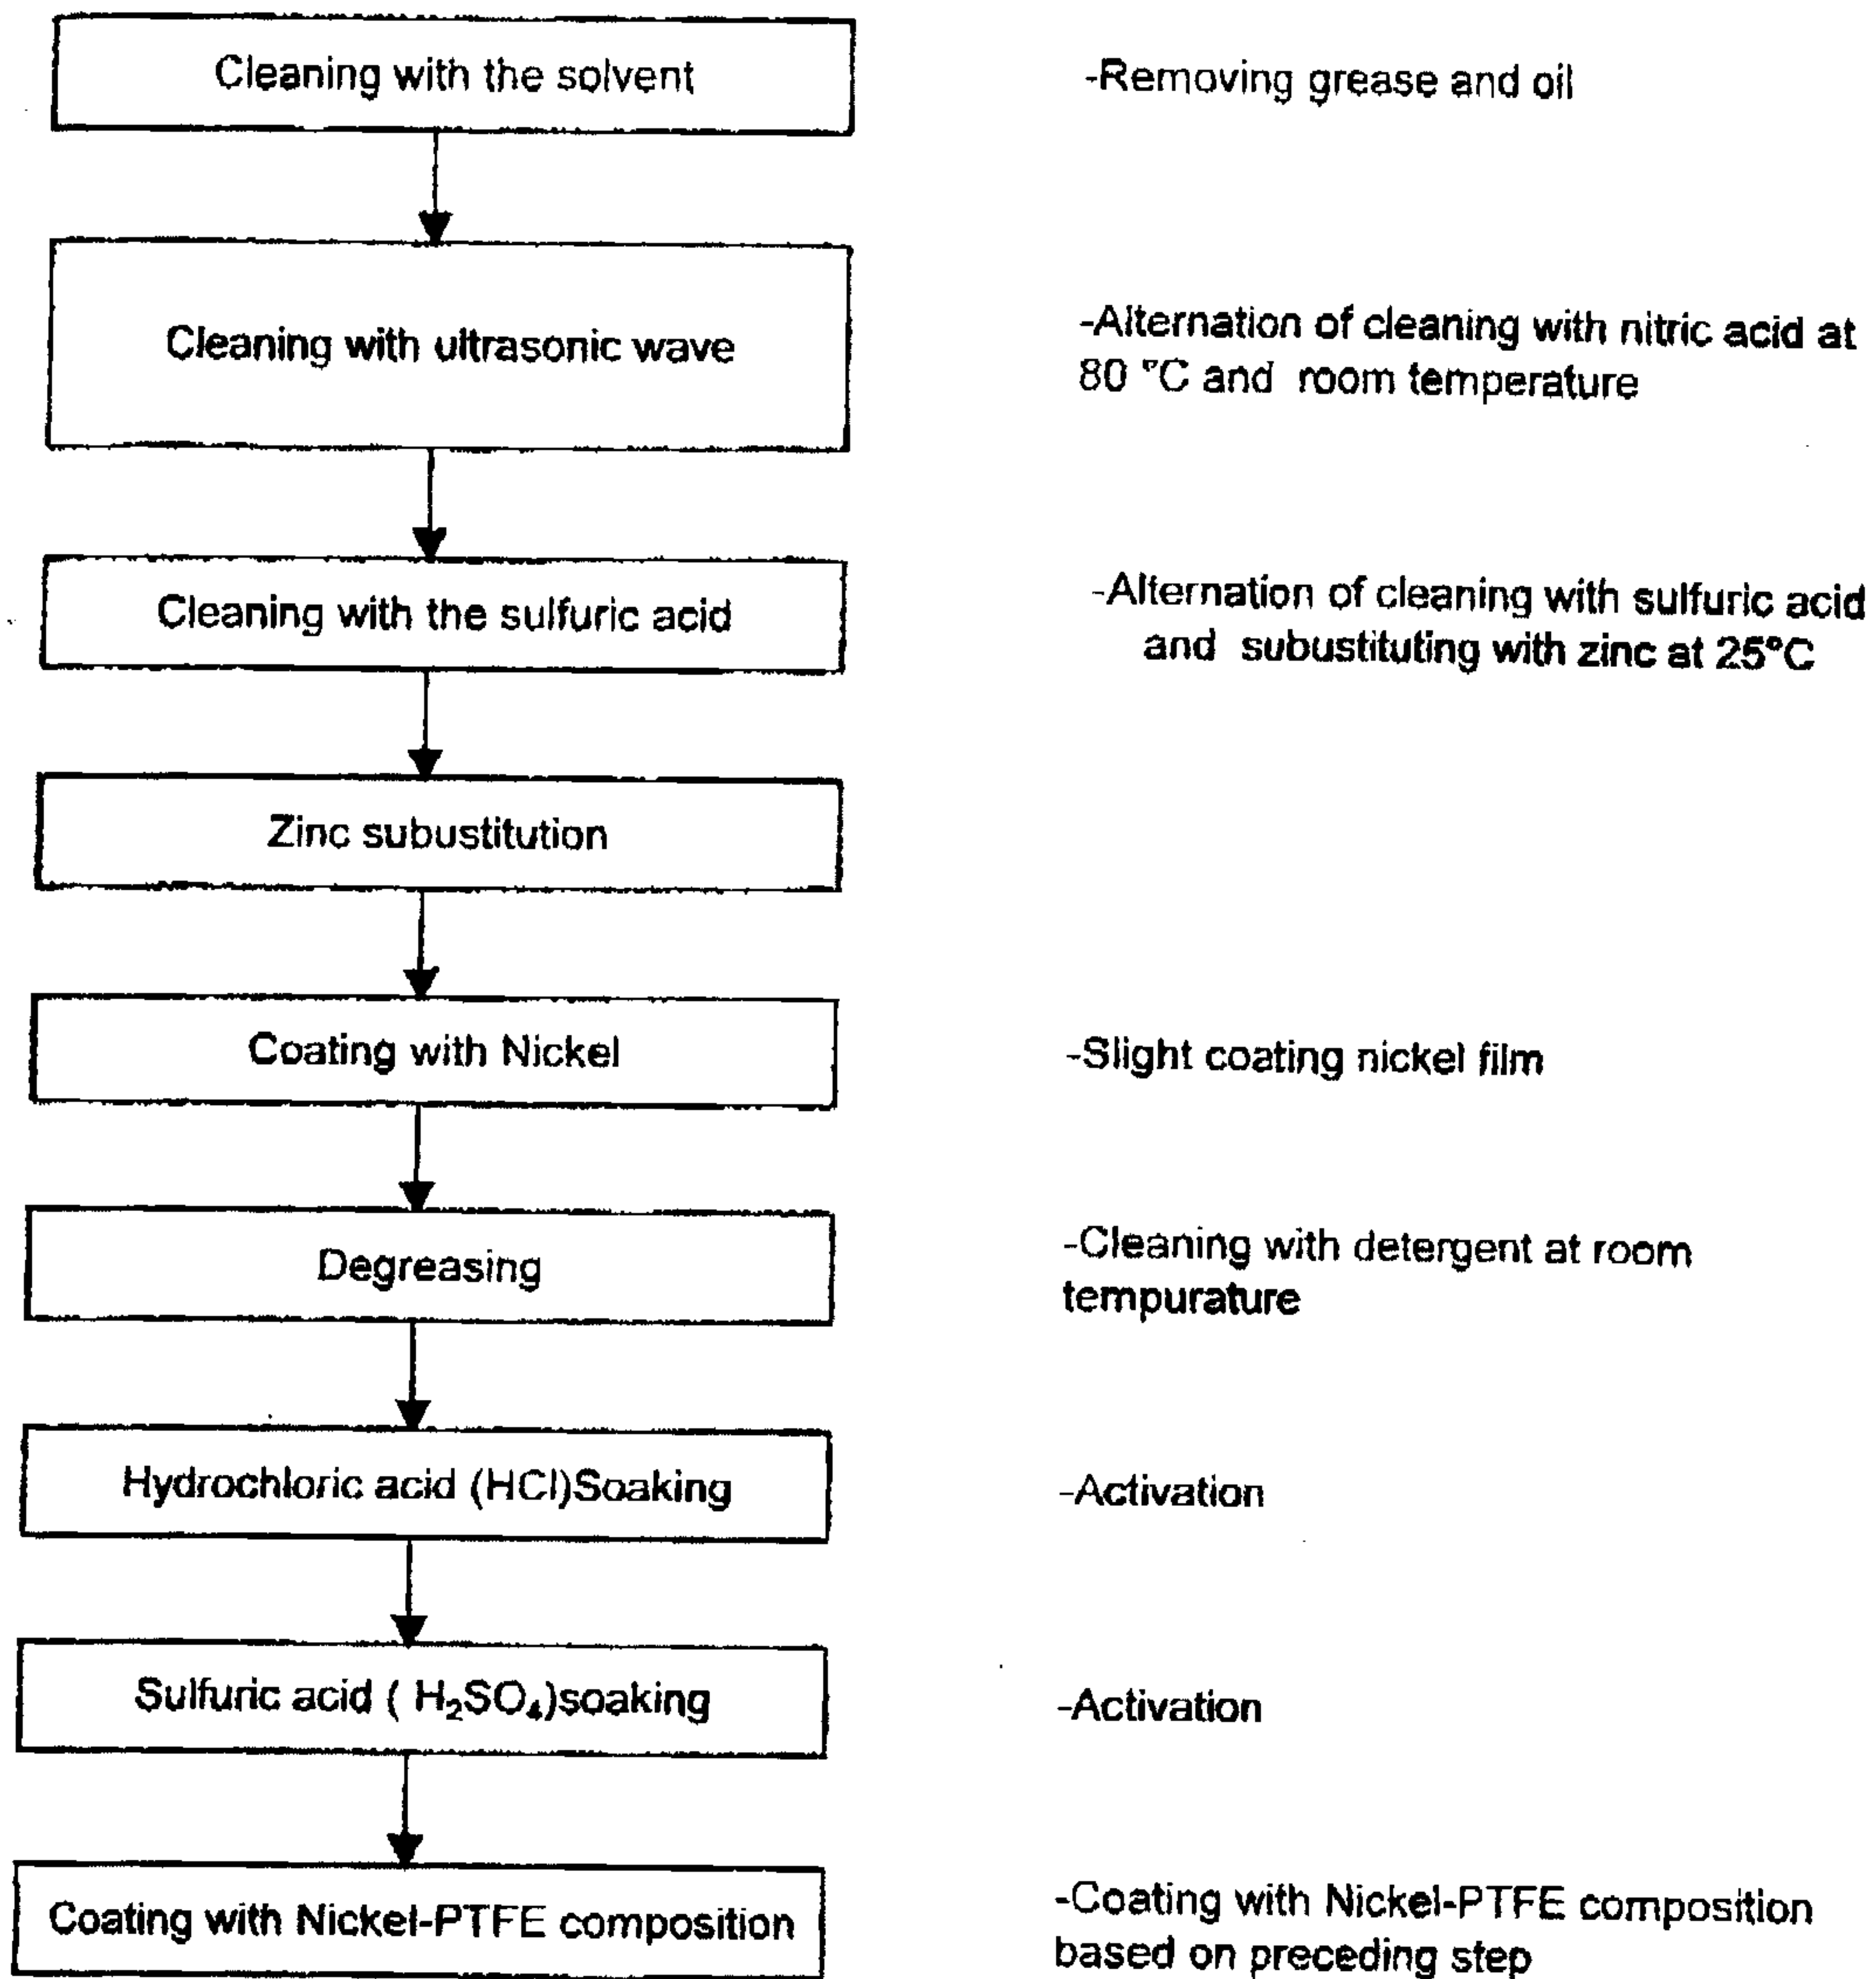 Cleaning with the solvent
-Removing grease and oil
Cleaning with ultrasonic wave
-Alternation of cleaning with nitric acid at
80 °C and room temperature
Cleaning with the sulfuric acid
-Alternation of cleaning with sulfuric acid
and subustituting with zinc at 25°C
Zinc subustitution
Coating with Nickel
-Slight coating nickel film
Degreasing
-Cleaning with detergent at room
tempurature
Hydrochloric acid (HCl)Soaking
-Activation
Sulfuric acid ( H₂SO₄)soaking
-Activation
Coating with Nickel-PTFE composition
-Coating with Nickel-PTFE composition
based on preceding step